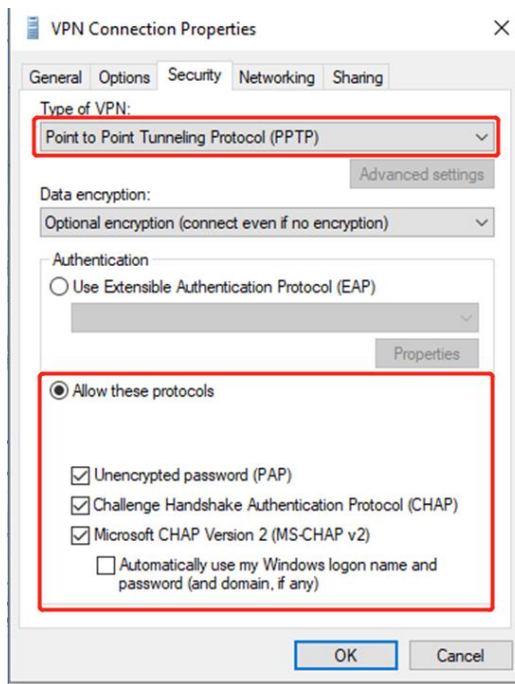 VPN Connection Properties
General Options Security Networking Sharing
Type of VPN:
Point to Point Tunneling Protocol (PPTP)
Advanced settings
Data encryption:
Optional encryption (connect even if no encryption)
Authentication
Use Extensible Authentication Protocol (EAP)
Properties
Allow these protocols
Unencrypted password (PAP)
Challenge Handshake Authentication Protocol (CHAP)
Microsoft CHAP Version 2 (MS-CHAP v2)
Automatically use my Windows logon name and
password (and domain, if any)
OK Cancel